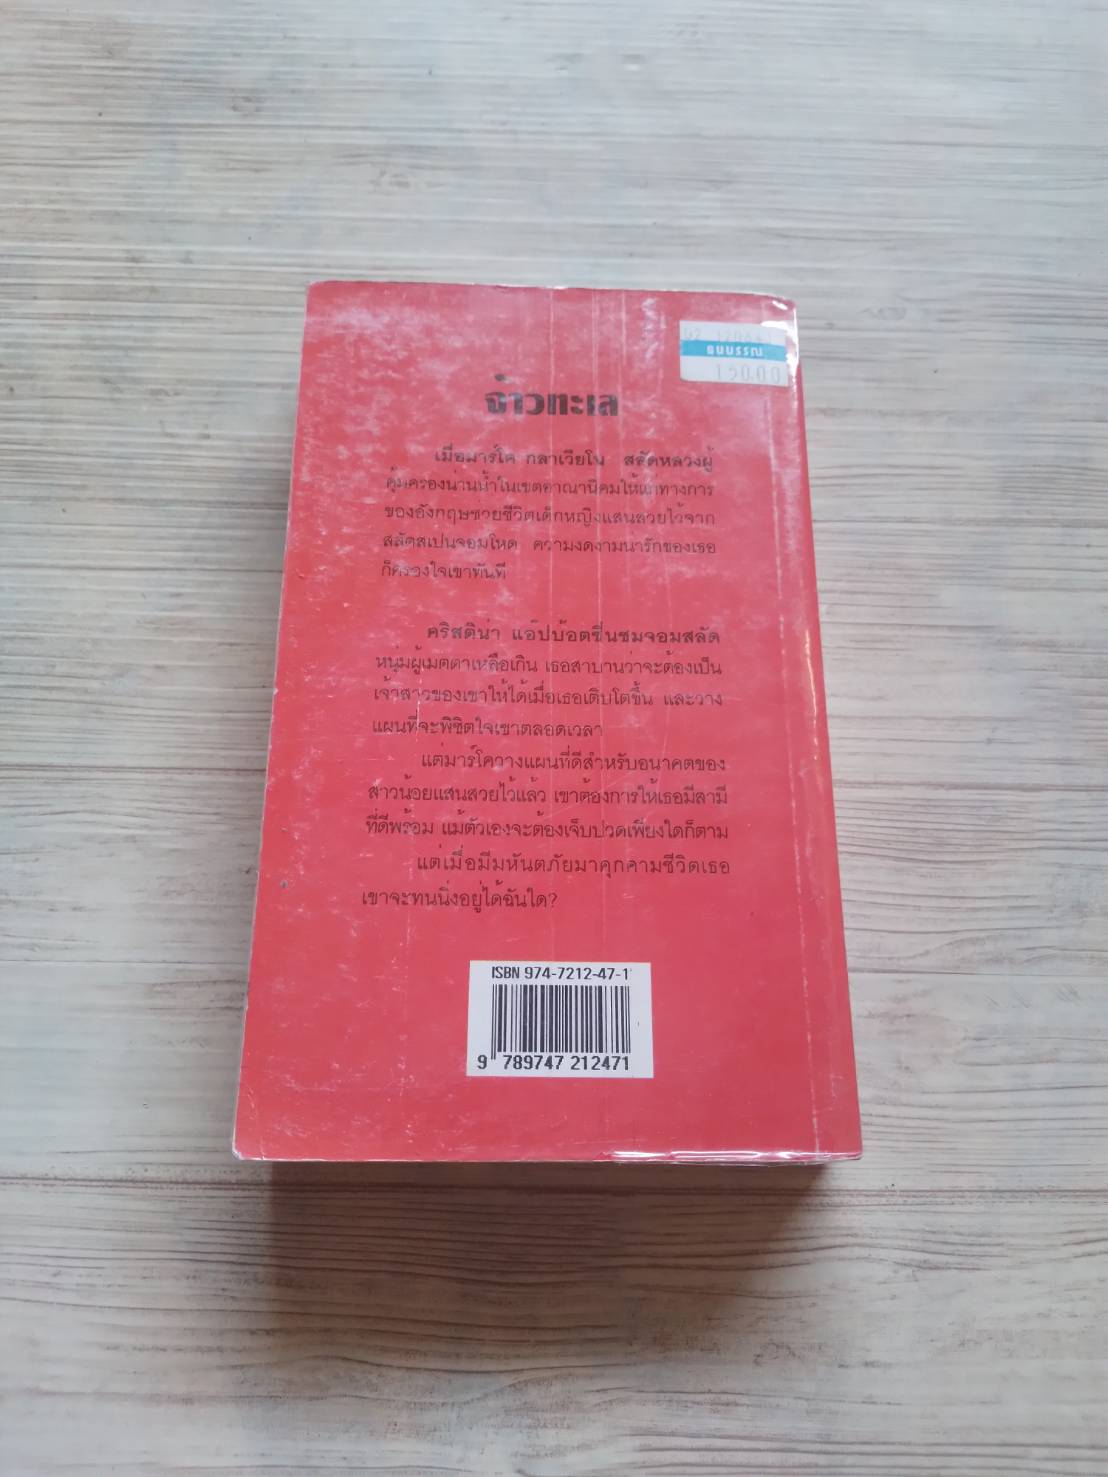 ธนบรรณ
150.00
จ้าวทะเล
เมื่อมาร์โค กลาเวียโน สลัดหลวงผู้
คุ้มครองน่านน้ำในเขตอาณานิคมให้แก่ทางการ
ของอังกฤษช่วยชีวิตเด็กหญิงแสนสวยไว้จาก
สลัดสเปนจอมโหด ความงดงามน่ารักของเธอ
ก็ครองใจเขาทันที
คริสติน่า แอ๊ปบ๊อตชื่นชมจอมสลัด
หนุ่มผู้เมตตาเหลือเกิน เธอสาบานว่าจะต้องเป็น
เจ้าสาวของเขาให้ได้เมื่อเธอเติบโตขึ้น และวาง
แผนที่จะพิชิตใจเขาตลอดเวลา
แต่มาร์โควางแผนที่ดีสำหรับอนาคตของ
สาวน้อยแสนสวยไว้แล้ว เขาต้องการให้เธอมีสามี
ที่ดีพร้อม แม้ตัวเองจะต้องเจ็บปวดเพียงใดก็ตาม
แต่เมื่อมีมหันตภัยมาคุกคามชีวิตเธอ
เขาจะทนนิ่งอยู่ได้ฉันใด?
ISBN 974-7212-47-1
9 789747 212471